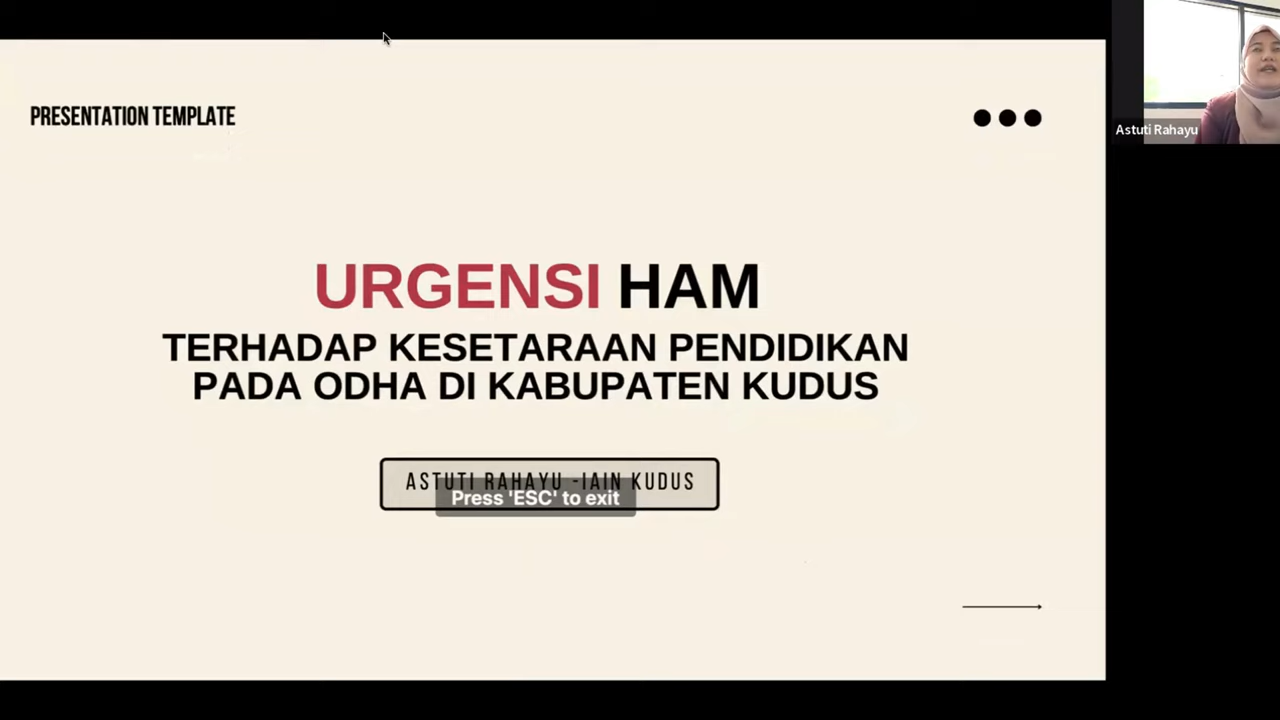 PRESENTATION TEMPLATE
Astuti Rahayu
URGENSI HAM
TERHADAP KESETARAAN PENDIDIKAN
PADA ODHA DI KABUPATEN KUDUS
ASTUTI RAHAYU -IAIN KUDUS
Press 'ESC' to exit